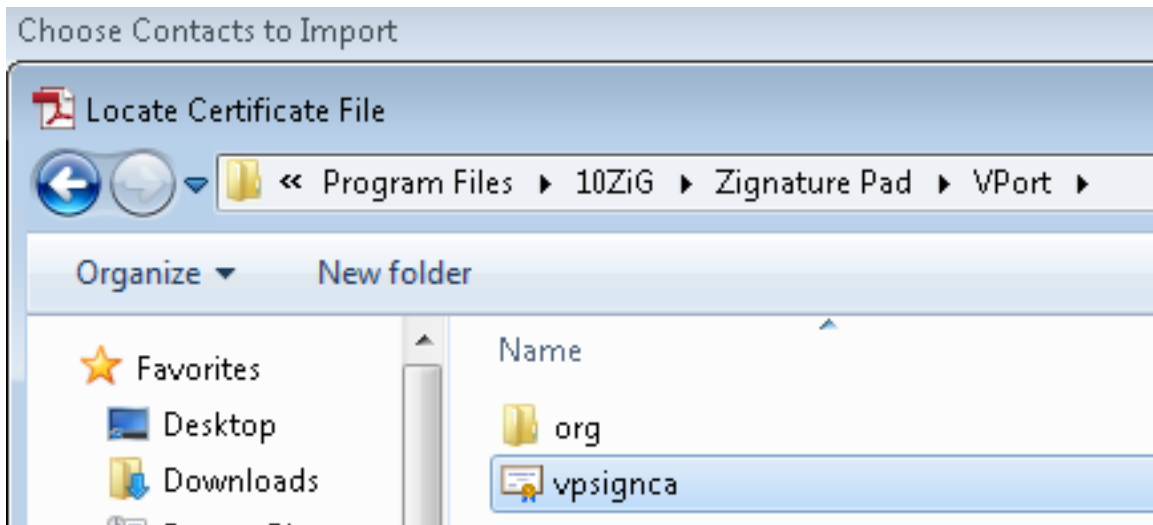 Choose Contacts to Import
Locate Certificate File
« Program Files ▸ 10ZiG ▸ Zignature Pad ▸ VPort ▸
Organize ▾ New folder
Name
Favorites
Desktop
Downloads
org
vpsignca